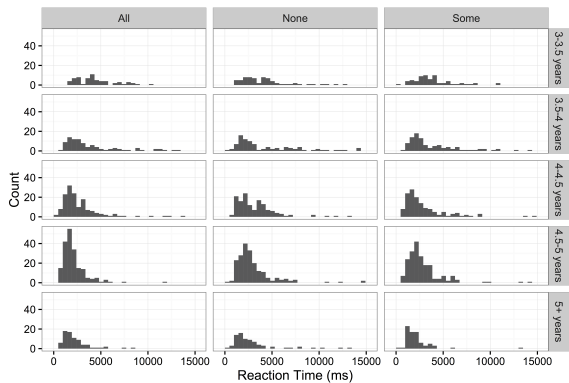 All None Some
40
20
0
3-3.5 years
40
20
0
3.5-4 years
Count
40
20
0
4-4.5 years
40
20
0
4.5-5 years
40
20
0
5+ years
0 5000 10000 15000 0 5000 10000 15000 0 5000 10000 15000
Reaction Time (ms)